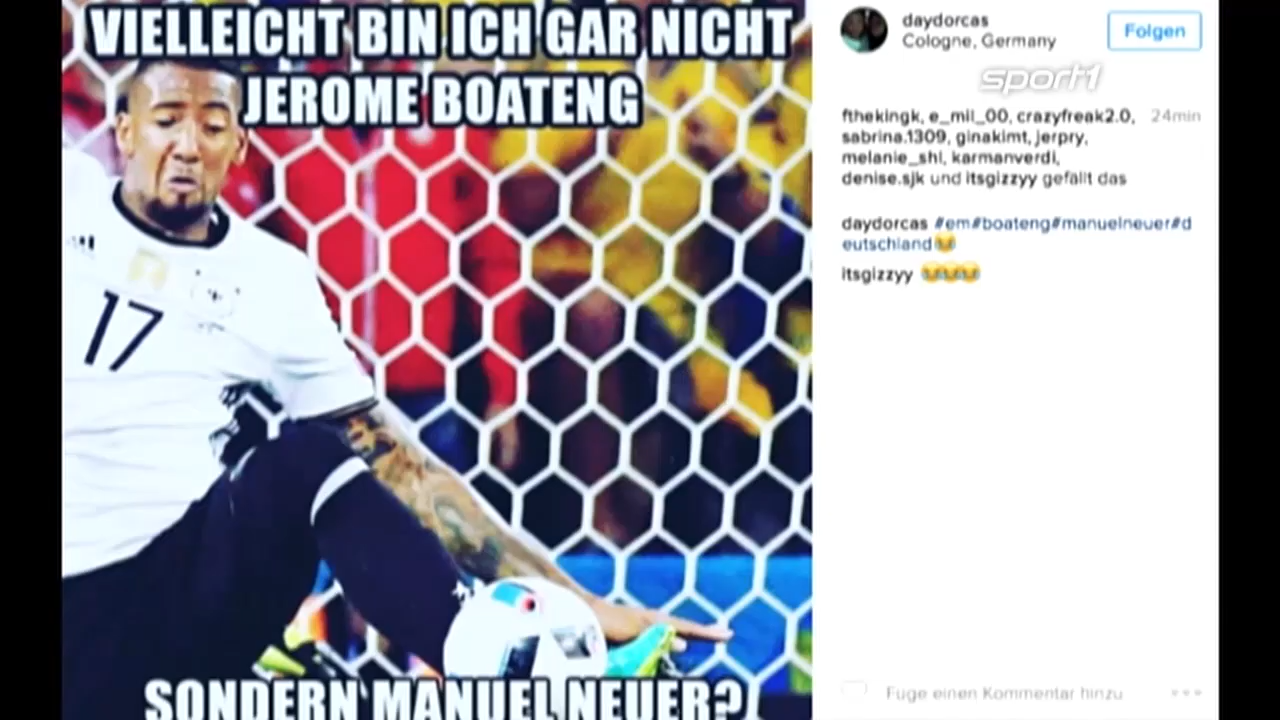 VIELLEICHT BIN ICH GAR NICHT
JEROME BOATENG
17
SONDERN MANUEL NEUER?
daydorcas
Cologne, Germany
Folgen
sport1
fthekingk, e_mil_00, crazyfreak2.0, 24min
sabrina.1309, ginakimt, jerpry,
melanie_shl, karmanverdi,
denise.sjk und itsgizzyy gefällt das
daydorcas #em#boateng#manuelneuer#d
eutschland😂
itsgizzyy 😂😂😂
Fuge einen Kommentar hinzu